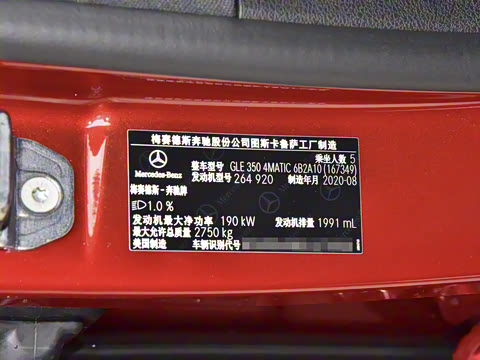 梅赛德斯奔驰股份公司图斯卡鲁萨工厂制造
乘坐人数 5
Mercedes-Benz
整车型号 GLE 350 4MATIC 6B2A10 (167349)
发动机型号 264 920 制造年月 2020-08
梅赛德斯-奔驰牌
1.0 %
发动机最大净功率 190 kW 发动机排量 1991 mL
最大允许总质量 2750 kg
美国制造 车辆识别代号